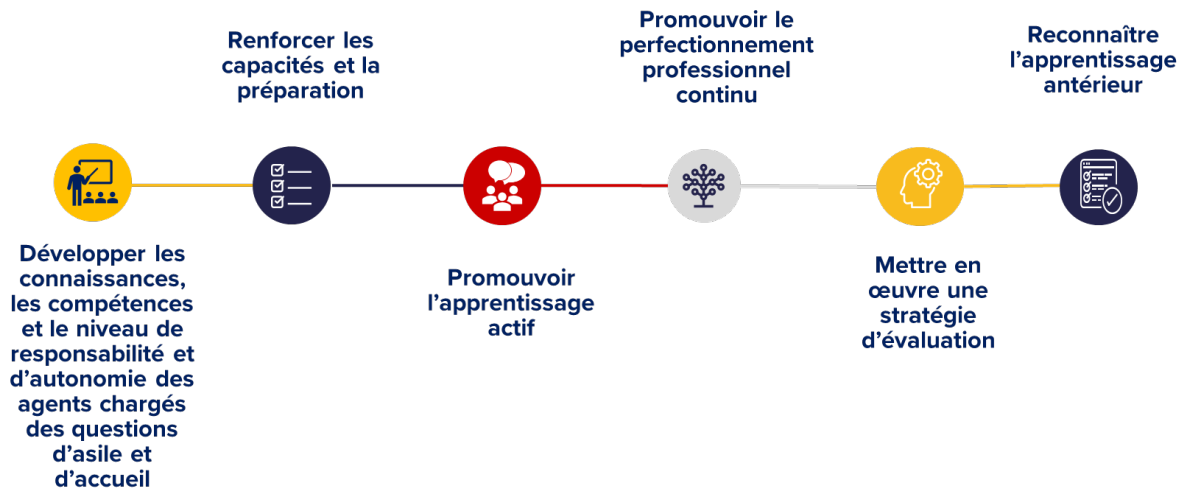 Développer les
connaissances,
les compétences
et le niveau de
responsabilité et
d’autonomie des
agents chargés
des questions
d’asile et
d’accueil
Renforcer les
capacités et la
préparation
Promouvoir
l’apprentissage
actif
Promouvoir le
perfectionnement
professionnel
continu
Mettre en
œuvre une
stratégie
d’évaluation
Reconnaître
l’apprentissage
antérieur